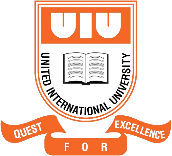 UIU
UNITED INTERNATIONAL UNIVERSITY
QUEST
FOR
EXCELLENCE